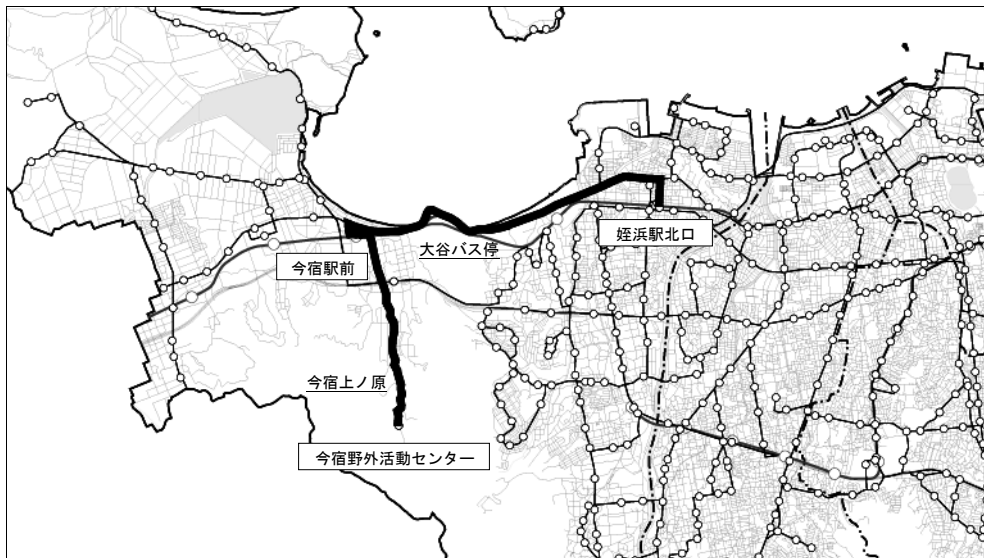 姪浜駅北口
大谷バス停
今宿駅前
今宿上ノ原
今宿野外活動センター